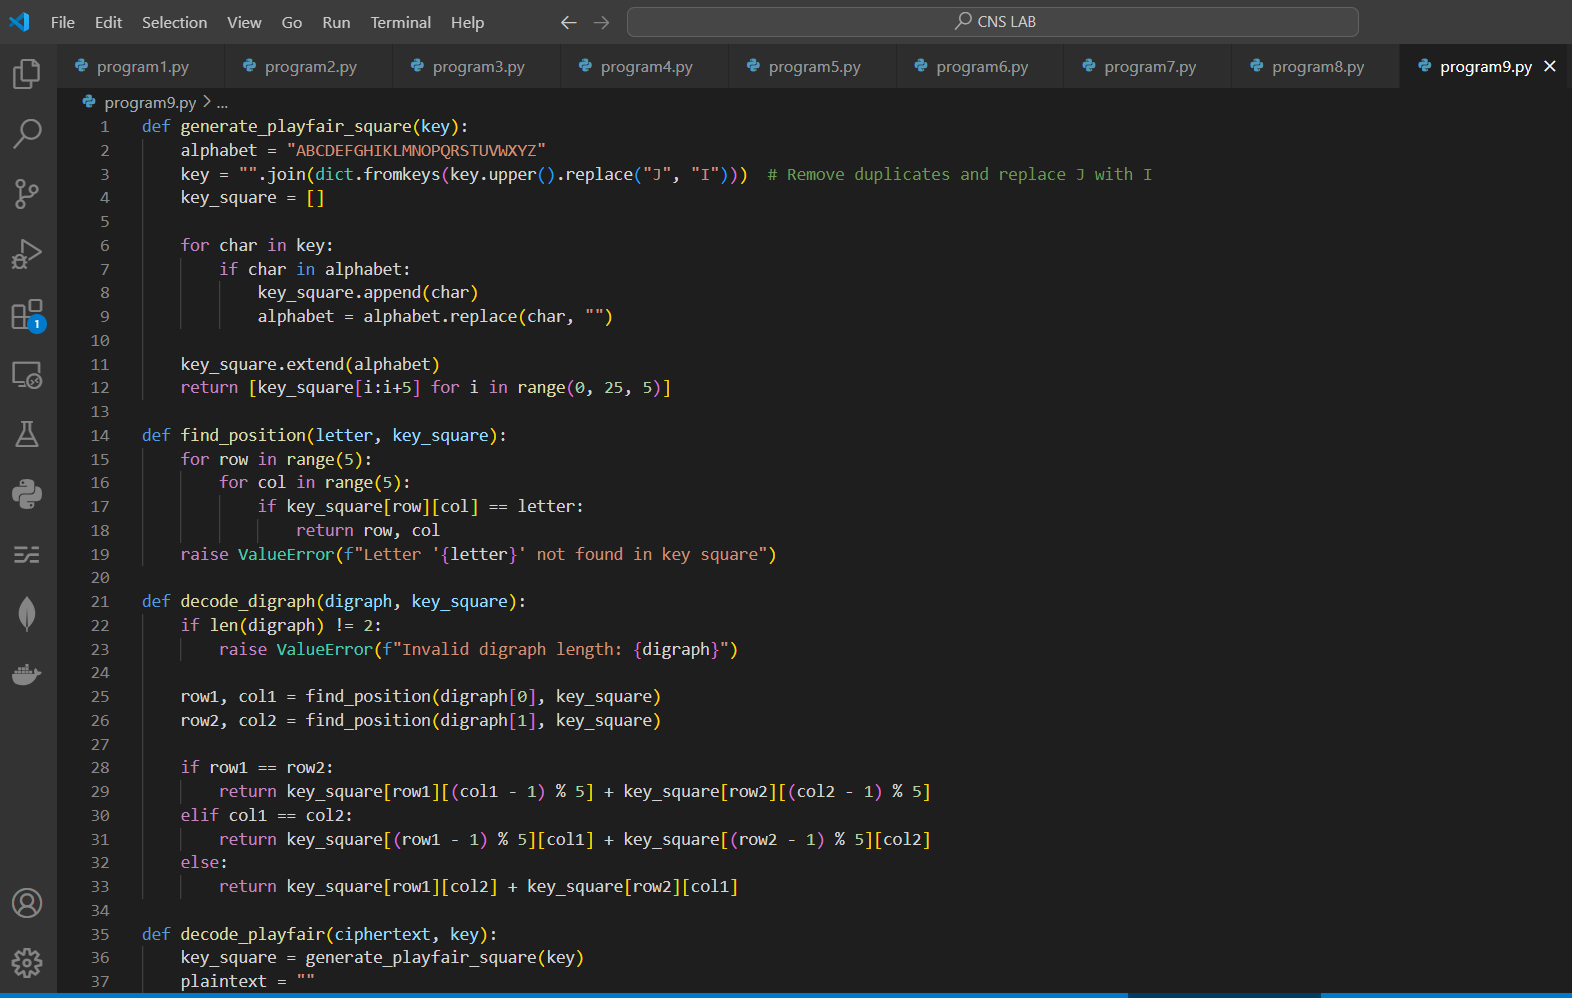 File Edit Selection View Go Run Terminal Help CNS LAB
program1.py program2.py program3.py program4.py program5.py program6.py program7.py program8.py program9.py
program9.py > ...
1 def generate_playfair_square(key):
2 alphabet = "ABCDEFGHIKLMNOPQRSTUVWXYZ"
3 key = "".join(dict.fromkeys(key.upper().replace("J", "I"))) # Remove duplicates and replace J with I
4 key_square = []
5
6 for char in key:
7 if char in alphabet:
8 key_square.append(char)
9 alphabet = alphabet.replace(char, "")
10
11 key_square.extend(alphabet)
12 return [key_square[i:i+5] for i in range(0, 25, 5)]
13
14 def find_position(letter, key_square):
15 for row in range(5):
16 for col in range(5):
17 if key_square[row][col] == letter:
18 return row, col
19 raise ValueError(f"Letter '{letter}' not found in key square")
20
21 def decode_digraph(digraph, key_square):
22 if len(digraph) != 2:
23 raise ValueError(f"Invalid digraph length: {digraph}")
24
25 row1, col1 = find_position(digraph[0], key_square)
26 row2, col2 = find_position(digraph[1], key_square)
27
28 if row1 == row2:
29 return key_square[row1][(col1 - 1) % 5] + key_square[row2][(col2 - 1) % 5]
30 elif col1 == col2:
31 return key_square[(row1 - 1) % 5][col1] + key_square[(row2 - 1) % 5][col2]
32 else:
33 return key_square[row1][col2] + key_square[row2][col1]
34
35 def decode_playfair(ciphertext, key):
36 key_square = generate_playfair_square(key)
37 plaintext = ""
1